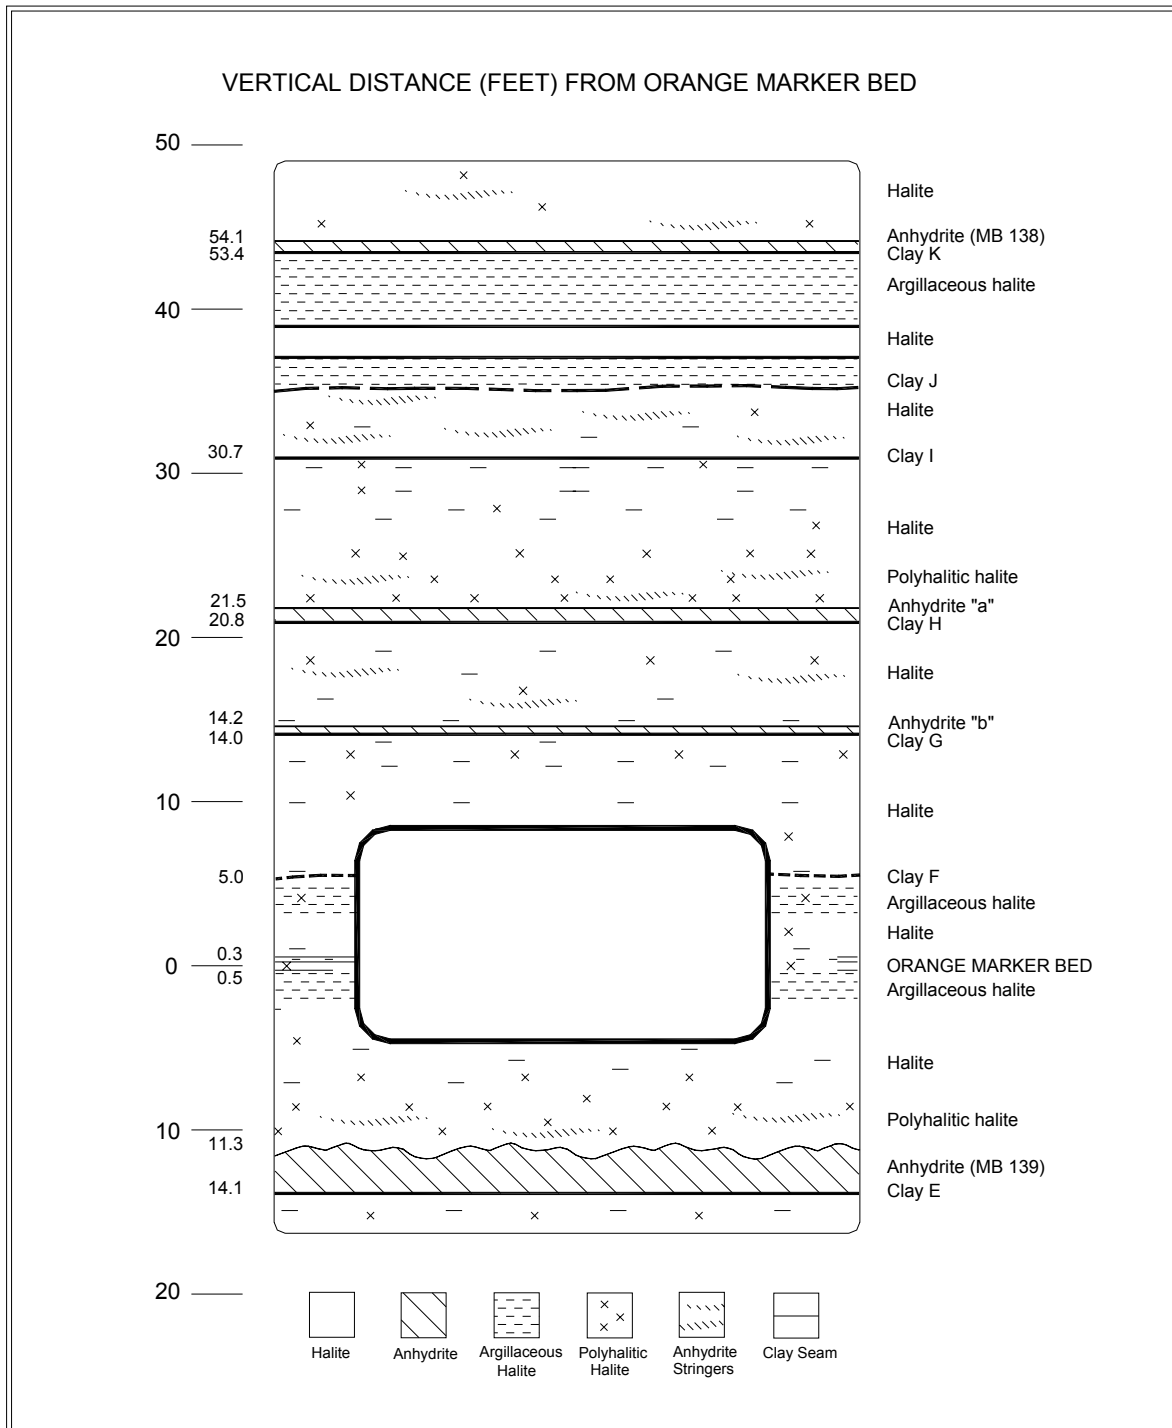 VERTICAL DISTANCE (FEET) FROM ORANGE MARKER BED
50
Halite
54.1
Anhydrite (MB 138)
53.4
Clay K
Argillaceous halite
40
Halite
Clay J
Halite
30.7
Clay I
30
Halite
Polyhalitic halite
21.5
Anhydrite "a"
20.8
Clay H
20
Halite
14.2
Anhydrite "b"
14.0
Clay G
10
Halite
5.0
Clay F
Argillaceous halite
Halite
0.3
0
ORANGE MARKER BED
0.5
Argillaceous halite
Halite
Polyhalitic halite
10
11.3
Anhydrite (MB 139)
14.1
Clay E
20
Halite
Anhydrite
Argillaceous
Halite
Polyhalitic
Halite
Anhydrite
Stringers
Clay Seam